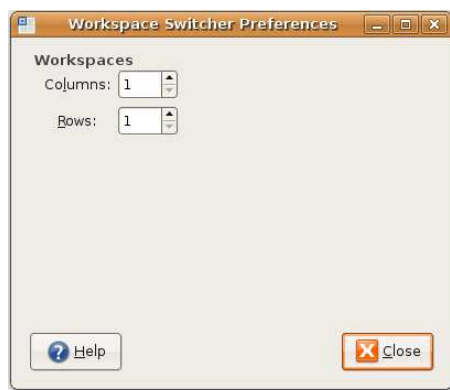 Workspace Switcher Preferences
Workspaces
Columns: 1
Rows: 1
Help
Close